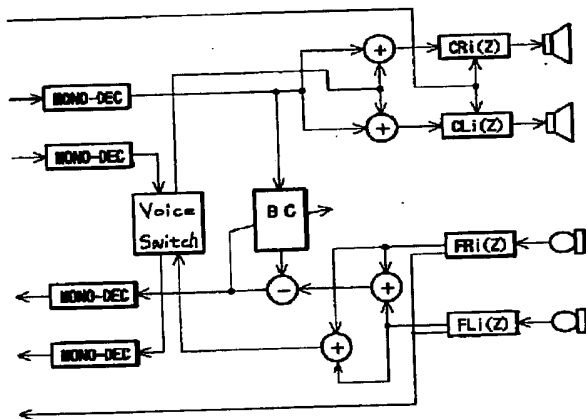 CRi(Z)
MONO-DEC
CLi(Z)
MONO-DEC
Voice
Switch
BC
FRi(Z)
MONO-DEC
FLi(Z)
MONO-DEC